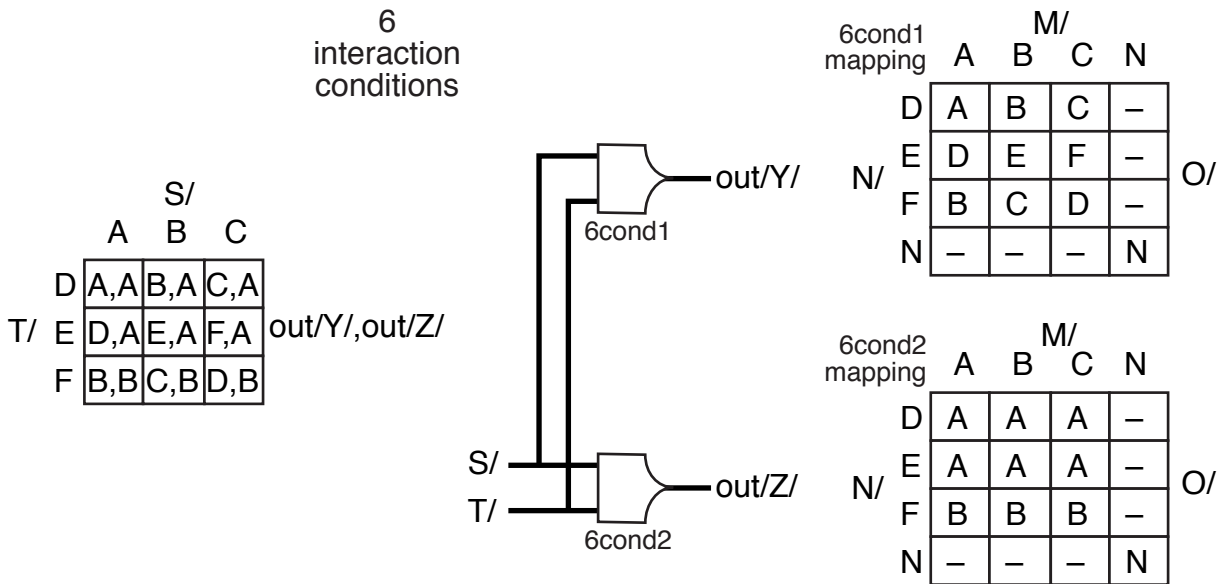 6
interaction
conditions
S/
A B C
D A,A B,A C,A
T/ E D,A E,A F,A out/Y/,out/Z/
F B,B C,B D,B
out/Y/
6cond1
S/
T/
out/Z/
6cond2
6cond1
mapping
M/
A B C N
D A B C –
N/ E D E F – O/
F B C D –
N – – – N
6cond2
mapping
M/
A B C N
D A A A –
N/ E A A A – O/
F B B B –
N – – – N